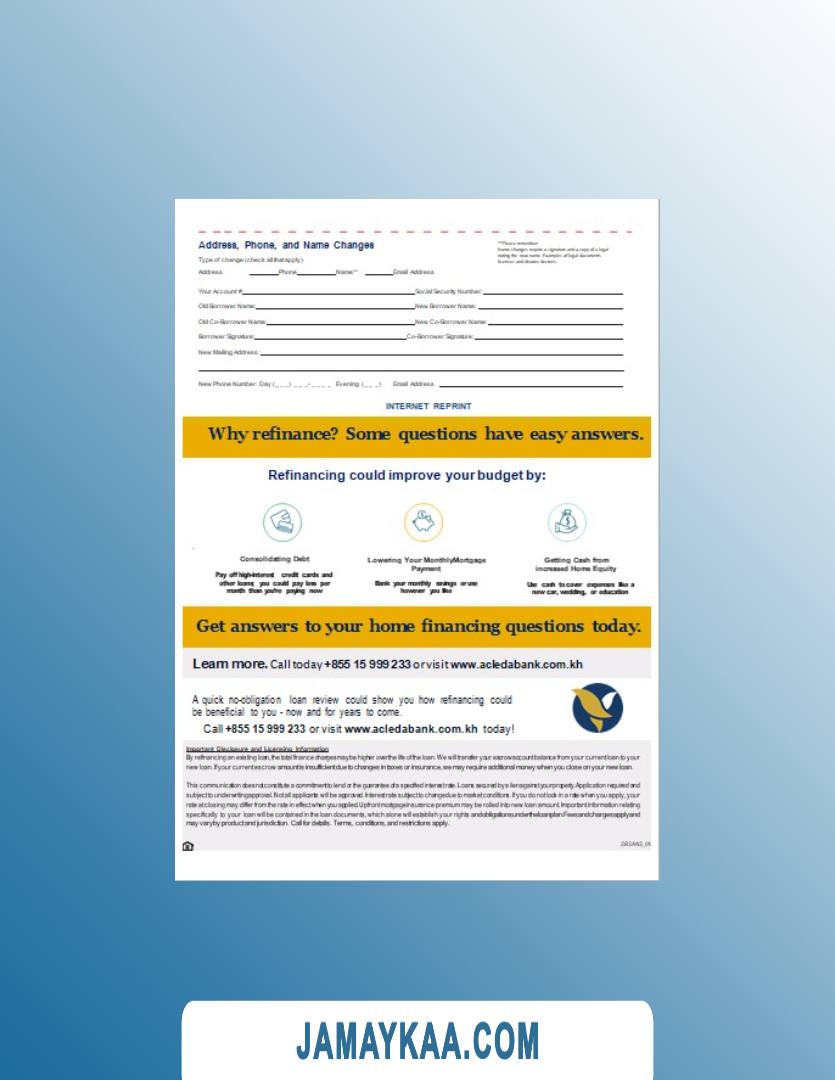 Address, Phone, and Name Changes
**Please remember:
Name changes require a signature and a copy of a legal
noting the new name. Examples of legal documents
licenses and divorce decrees.
Type of change (check all that apply)
Address ______ Phone ______ Name** ______ Email Address
Your Account # ______ Social Security Number: ______
Old Borrower Name: ______ New Borrower Name: ______
Old Co-Borrower Name: ______ New Co-Borrower Name: ______
Borrower Signature: ______ Co-Borrower Signature: ______
New Mailing Address: ______
New Phone Number: Day (_ _ _) _ _ _-_ _ _ _ Evening (_ _ _) Email Address ______
INTERNET REPRINT
Why refinance? Some questions have easy answers.
Refinancing could improve your budget by:
Consolidating Debt
Pay off high-interest credit cards and
other loans; you could pay less per
month than you're paying now
Lowering Your Monthly Mortgage
Payment
Bank your monthly savings or use
however you like
Getting Cash from
increased Home Equity
Use cash to cover expenses like a
new car, wedding, or education
Get answers to your home financing questions today.
Learn more. Call today +855 15 999 233 or visit www.acledabank.com.kh
A quick no-obligation loan review could show you how refinancing could
be beneficial to you - now and for years to come.
Call +855 15 999 233 or visit www.acledabank.com.kh today!
Important Disclosure and Licensing Information
By refinancing an existing loan, the total finance charges may be higher over the life of the loan. We will transfer your escrow account balance from your current loan to your
new loan. If your current escrow amount is insufficient due to changes in taxes or insurance, we may require additional money when you close on your new loan.
This communication does not constitute a commitment to lend or the guarantee of a specified interest rate. Loans secured by a lien against your property. Application required and
subject to underwriting approval. Not all applicants will be approved. Interest rate subject to change due to market conditions. If you do not lock in a rate when you apply, your
rate at closing may differ from the rate in effect when you applied. Upfront mortgage insurance premium may be rolled into new loan amount. Important information relating
specifically to your loan will be contained in the loan documents, which alone will establish your rights and obligations under the loan plan. Fees and charges apply and
may vary by product and jurisdiction. Call for details. Terms, conditions, and restrictions apply.
JAMAYKAA.COM